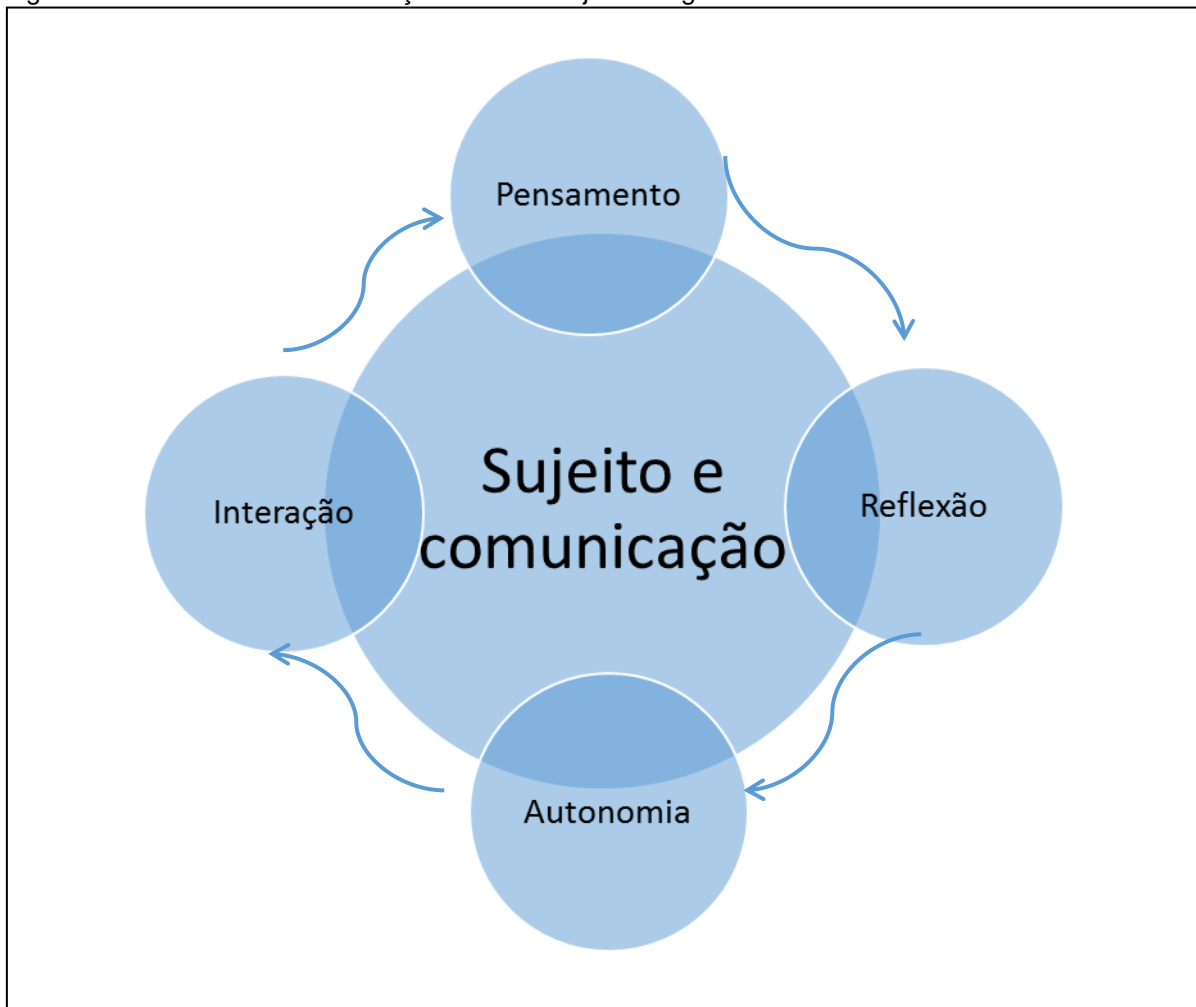 Pensamento
Sujeito e
comunicação
Interação
Reflexão
Autonomia